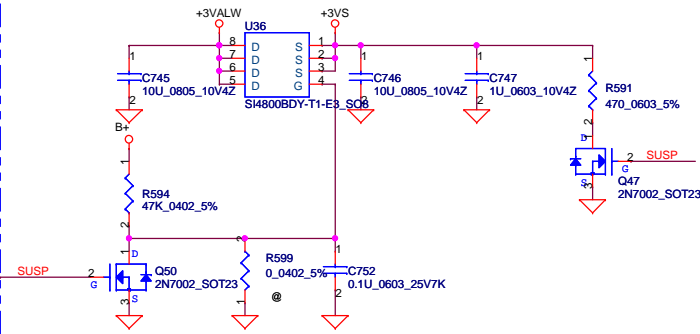 +3VALW
+3VS
U36
8 D S 1
7 D S 2
6 D S 3
5 D G 4
SI4800BDY-T1-E3_SO8
1
C745
10U_0805_10V4Z
2
1
C746
10U_0805_10V4Z
2
1
C747
1U_0603_10V4Z
2
1
R591
470_0603_5%
2
B+
1
R594
47K_0402_5%
2
D
1
SUSP
2
G
Q47
2N7002_SOT23
S
3
SUSP
2
G
D
1
Q50
2N7002_SOT23
S
3
2
R599
0_0402_5%
1
@
1
C752
0.1U_0603_25V7K
2